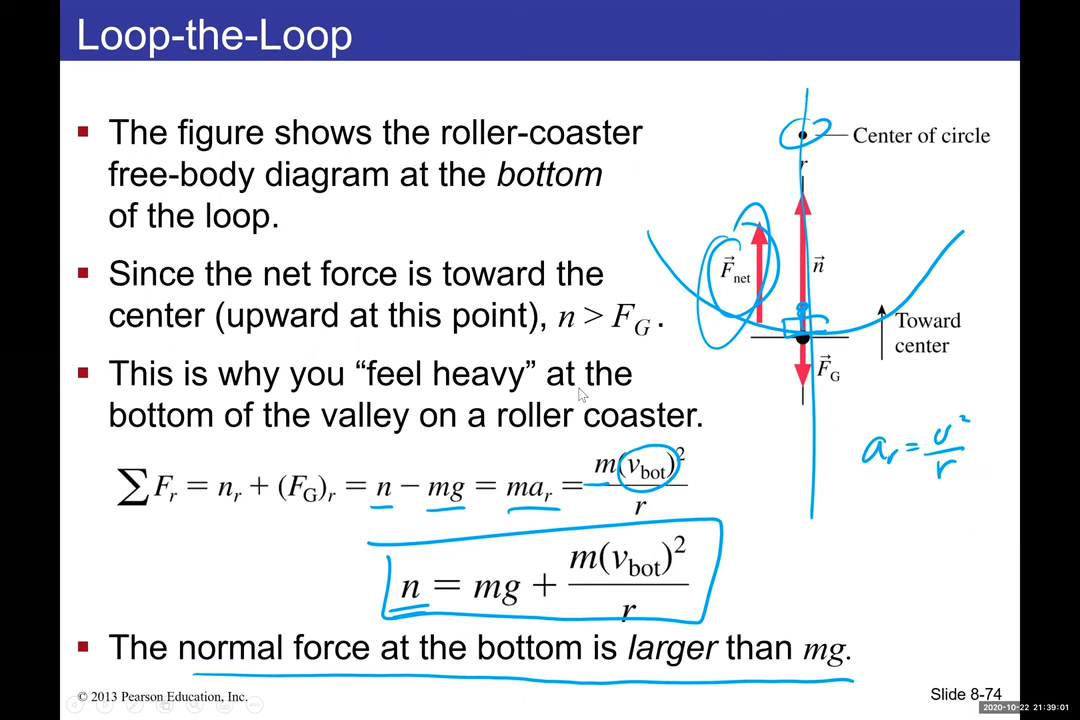 Loop-the-Loop
▪ The figure shows the roller-coaster
free-body diagram at the bottom
of the loop.
▪ Since the net force is toward the
center (upward at this point), n > F_G .
▪ This is why you “feel heavy” at the
bottom of the valley on a roller coaster.
∑F_r = n_r + (F_G)_r = n − mg = ma_r = m(v_bot)² / r
n = mg + m(v_bot)² / r
▪ The normal force at the bottom is larger than mg.
Center of circle
r
F⃗_net
n⃗
Toward
center
F⃗_G
a_r = v² / r
© 2013 Pearson Education, Inc.
Slide 8-74
2020-10-22 21:39:01